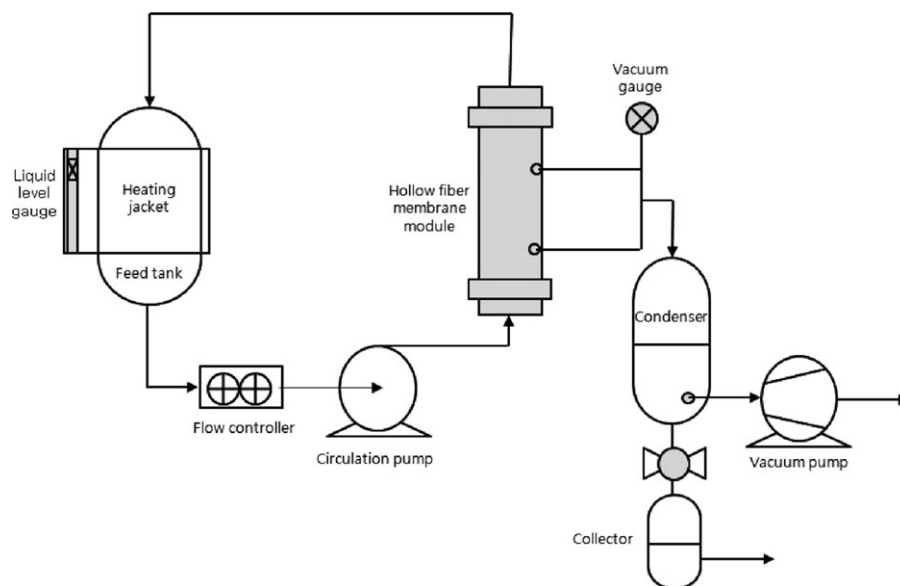 Vacuum
gauge
Liquid
level
gauge
Heating
jacket
Hollow fiber
membrane
module
Feed tank
Condenser
Flow controller
Circulation pump
Vacuum pump
Collector